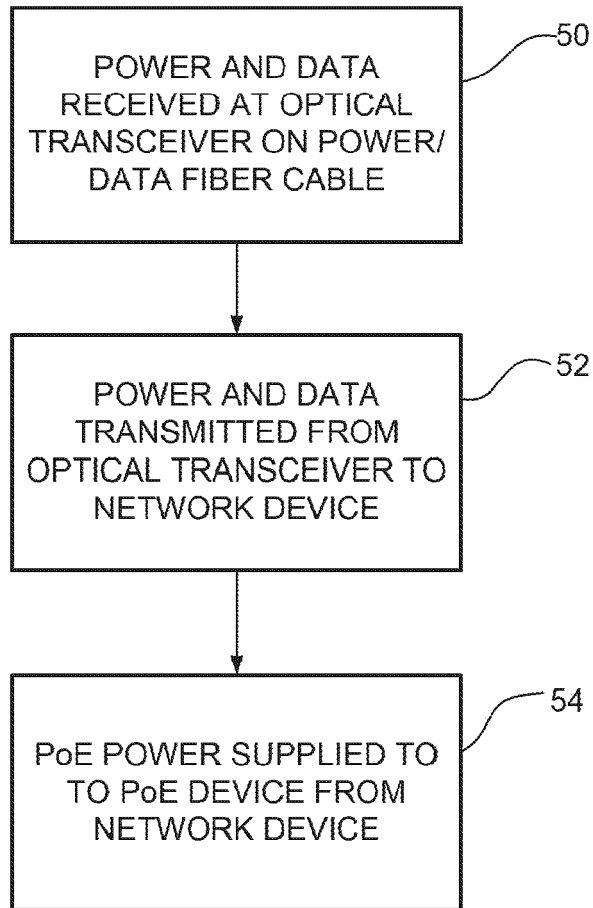 POWER AND DATA
RECEIVED AT OPTICAL
TRANSCEIVER ON POWER/
DATA FIBER CABLE
50
POWER AND DATA
TRANSMITTED FROM
OPTICAL TRANSCEIVER TO
NETWORK DEVICE
52
PoE POWER SUPPLIED TO
TO PoE DEVICE FROM
NETWORK DEVICE
54